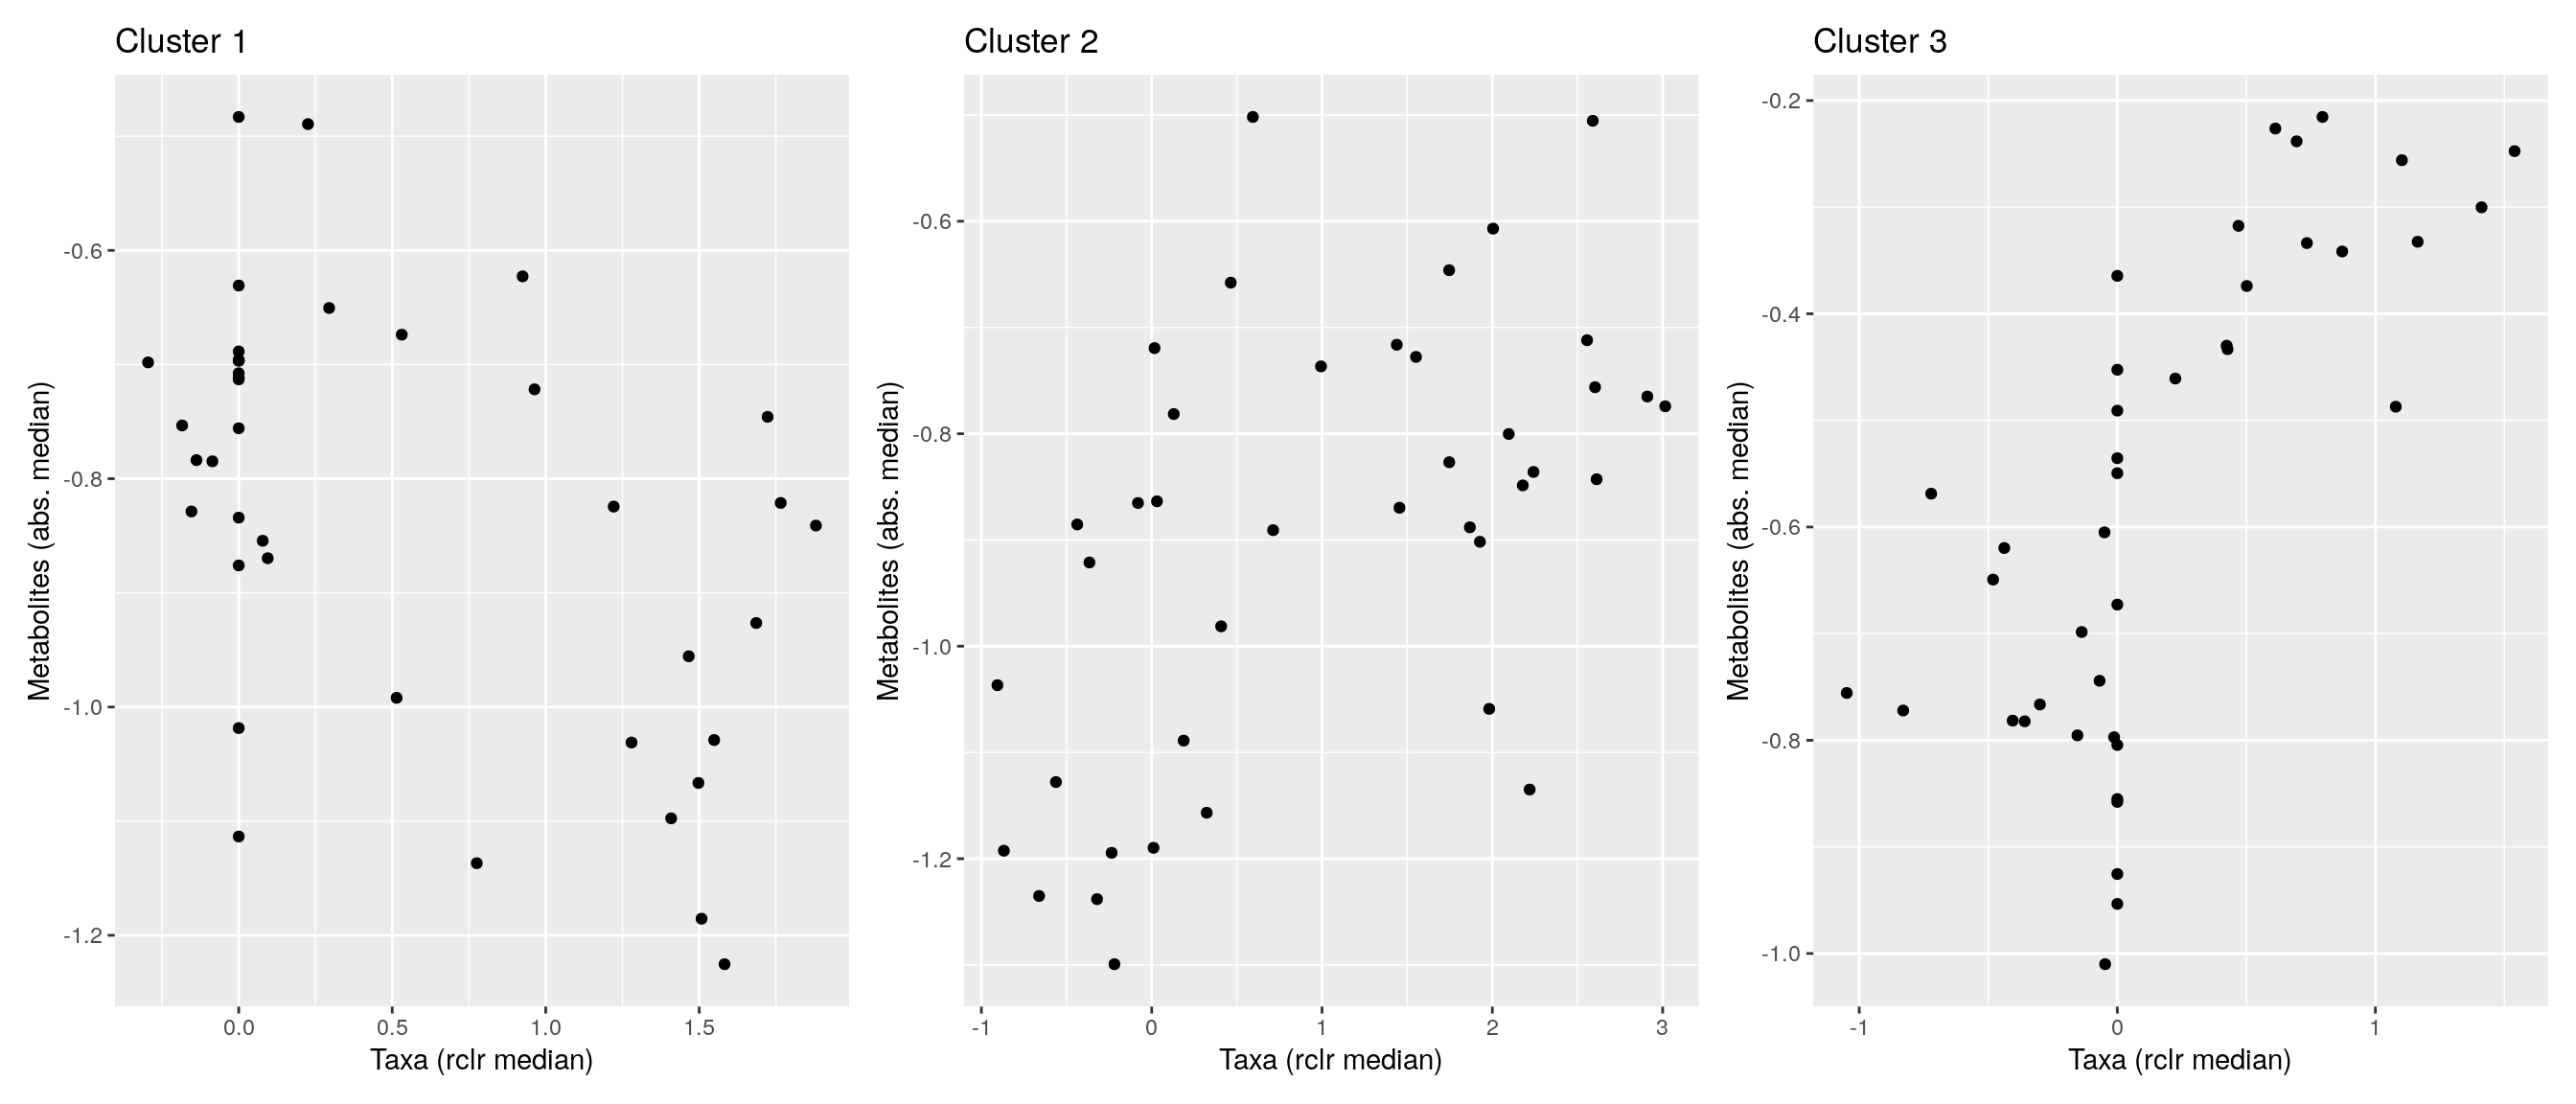 Cluster 1
Metabolites (abs. median)
-0.6
-0.8
-1.0
-1.2
0.0 0.5 1.0 1.5
Taxa (rclr median)
Cluster 2
Metabolites (abs. median)
-0.6
-0.8
-1.0
-1.2
-1 0 1 2 3
Taxa (rclr median)
Cluster 3
Metabolites (abs. median)
-0.2
-0.4
-0.6
-0.8
-1.0
-1 0 1
Taxa (rclr median)